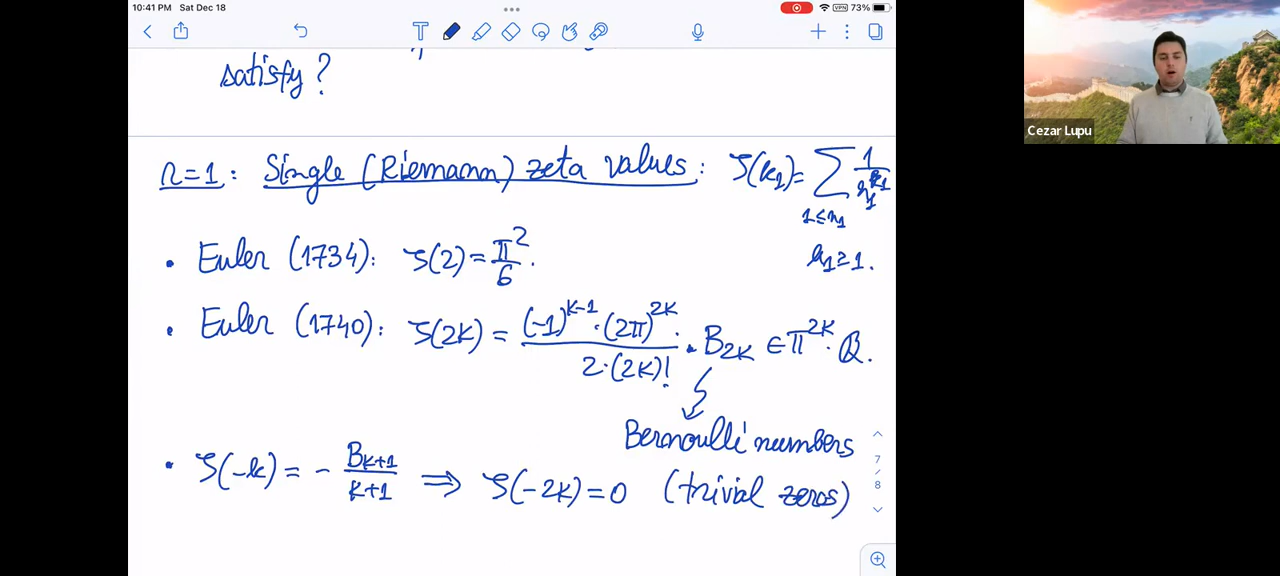 10:41 PM Sat Dec 18
VPN 73%
satisfy?
n=1: Single (Riemann) zeta values: ζ(k₁)= ∑ 1/n₁^k₁
1≤n₁
• Euler (1734): ζ(2)=π²/6.
k₁≥1.
• Euler (1740): ζ(2k) = (-1)^(k-1)·(2π)^(2k)·/2·(2k)! · B₂ₖ ∈ π^(2k)·Q.
Bernoulli numbers
• ζ(-k) = - Bₖ₊₁/k+1 ⟹ ζ(-2k)=0 (trivial zeros)
7/8
Cezar Lupu